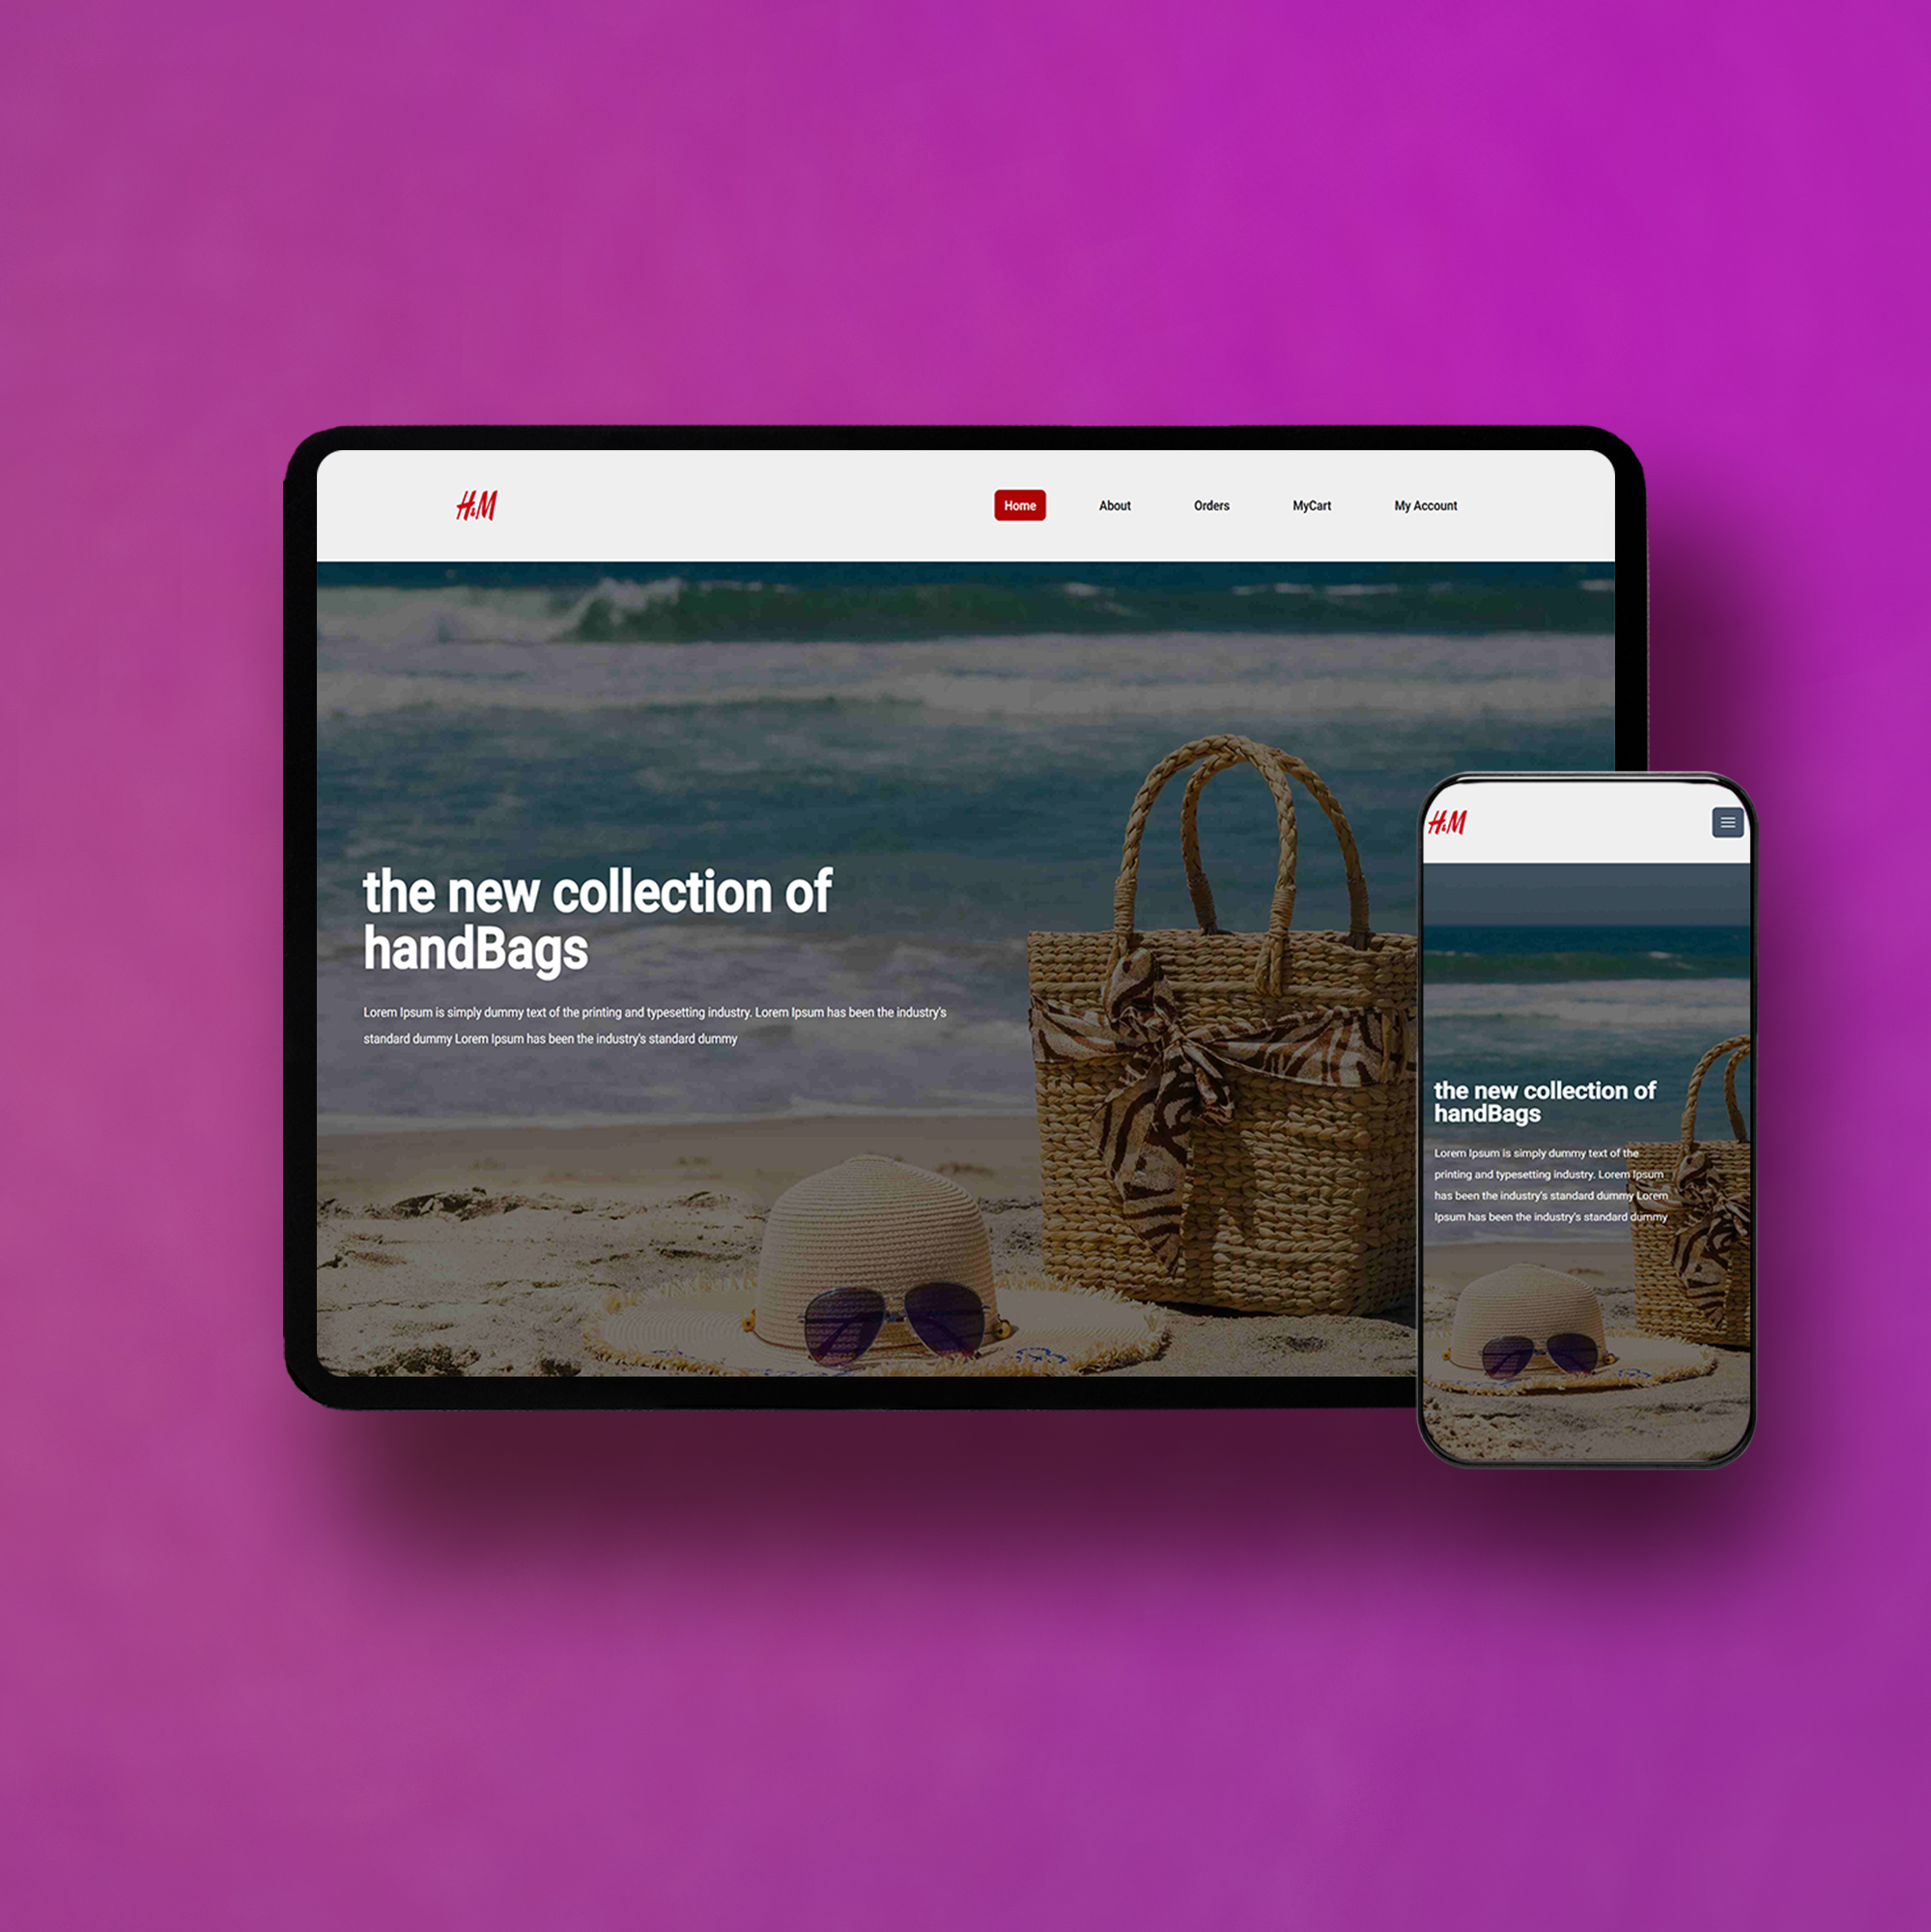 H&M
Home About Orders MyCart My Account
the new collection of
handBags
Lorem Ipsum is simply dummy text of the printing and typesetting industry. Lorem Ipsum has been the industry's
standard dummy Lorem Ipsum has been the industry's standard dummy
H&M
the new collection of
handBags
Lorem Ipsum is simply dummy text of the
printing and typesetting industry. Lorem Ipsum
has been the industry's standard dummy Lorem
Ipsum has been the industry's standard dummy